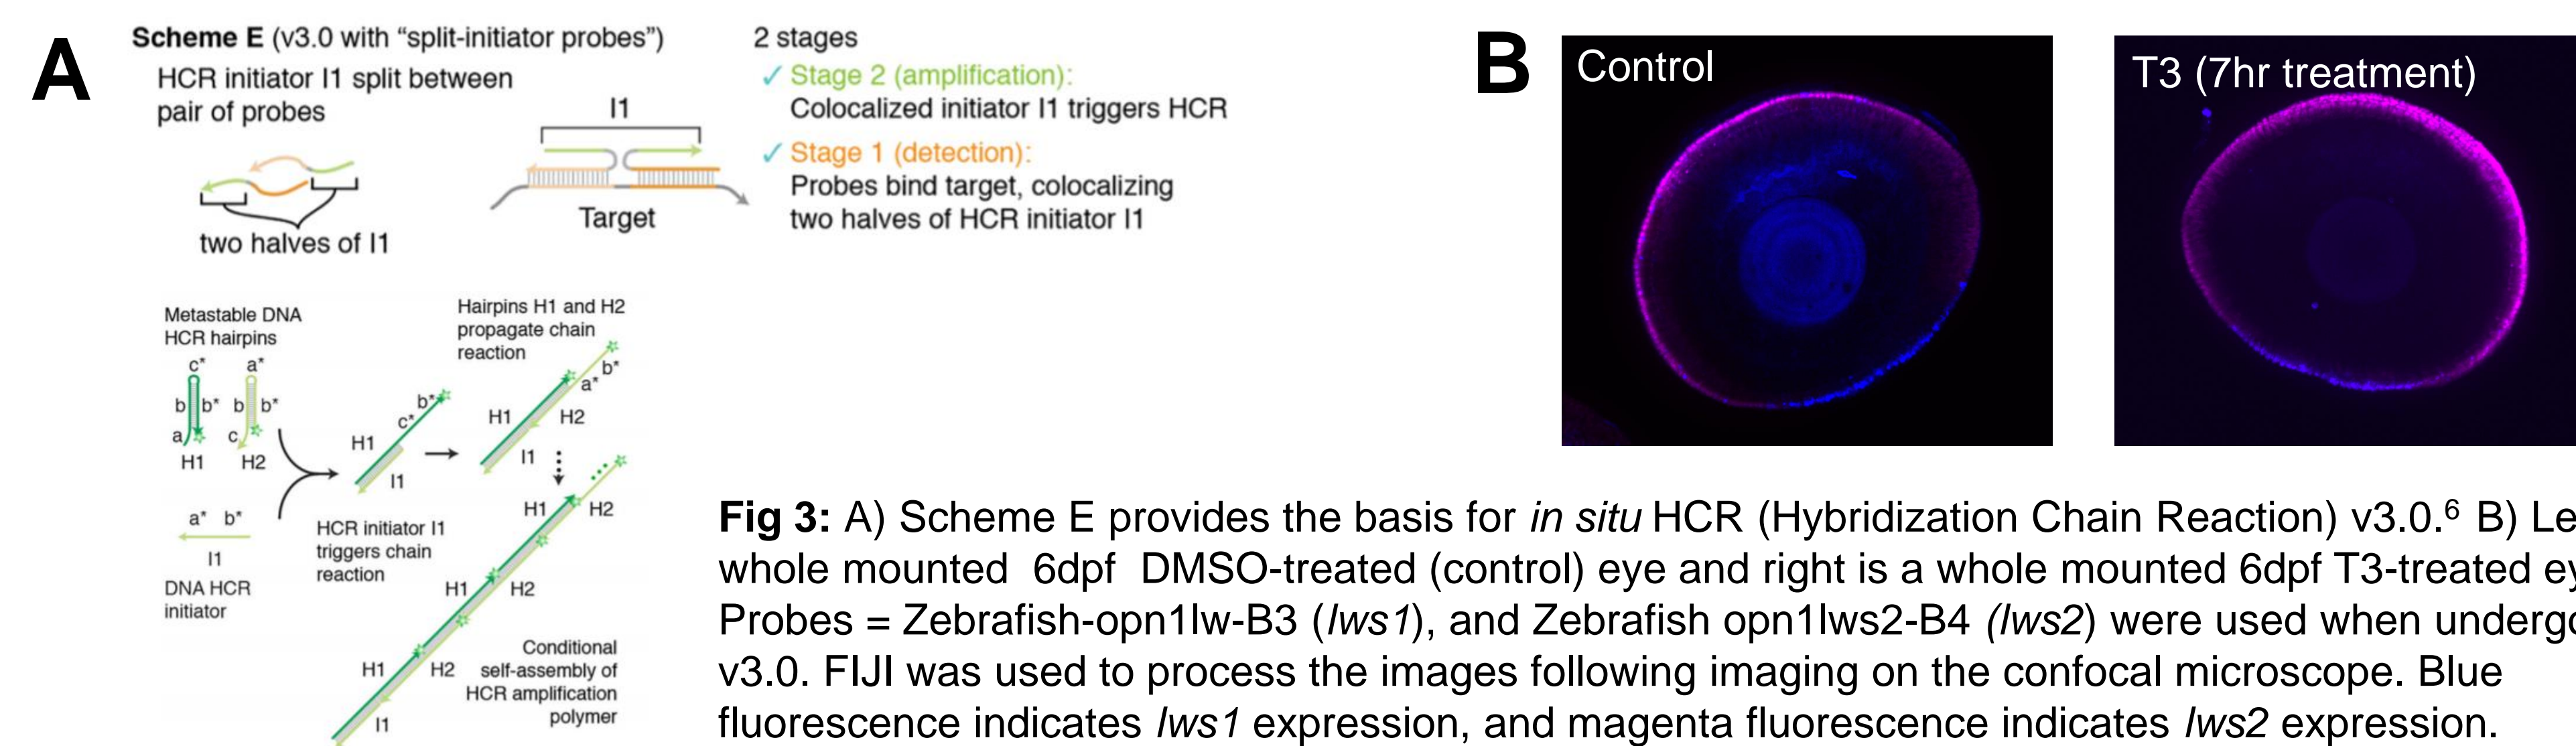 A
Scheme E (v3.0 with “split-initiator probes”)
HCR initiator I1 split between
pair of probes
two halves of I1
I1
Target
2 stages
✓ Stage 2 (amplification):
Colocalized initiator I1 triggers HCR
✓ Stage 1 (detection):
Probes bind target, colocalizing
two halves of HCR initiator I1
Metastable DNA
HCR hairpins
c* a*
b b* b b*
a c
H1 H2
a* b*
I1
DNA HCR
initiator
H1
c*
b*
I1
HCR initiator I1
triggers chain
reaction
Hairpins H1 and H2
propagate chain
reaction
b*
a*
H1 H2
I1
H1 H2
H1 H2
H1 H2
I1
Conditional
self-assembly of
HCR amplification
polymer
B
Control
T3 (7hr treatment)
Fig 3: A) Scheme E provides the basis for in situ HCR (Hybridization Chain Reaction) v3.0.⁶ B)
whole mounted 6dpf DMSO-treated (control) eye and right is a whole mounted 6dpf T3-treated
Probes = Zebrafish-opn1lw-B3 (lws1), and Zebrafish opn1lws2-B4 (lws2) were used when
v3.0. FIJI was used to process the images following imaging on the confocal microscope. Blue
fluorescence indicates lws1 expression, and magenta fluorescence indicates lws2 expression.